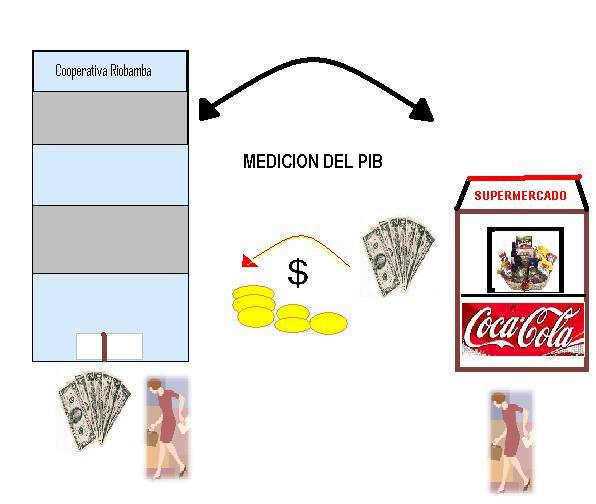 Cooperativa Riobamba
MEDICION DEL PIB
SUPERMERCADO
$
Coca-Cola